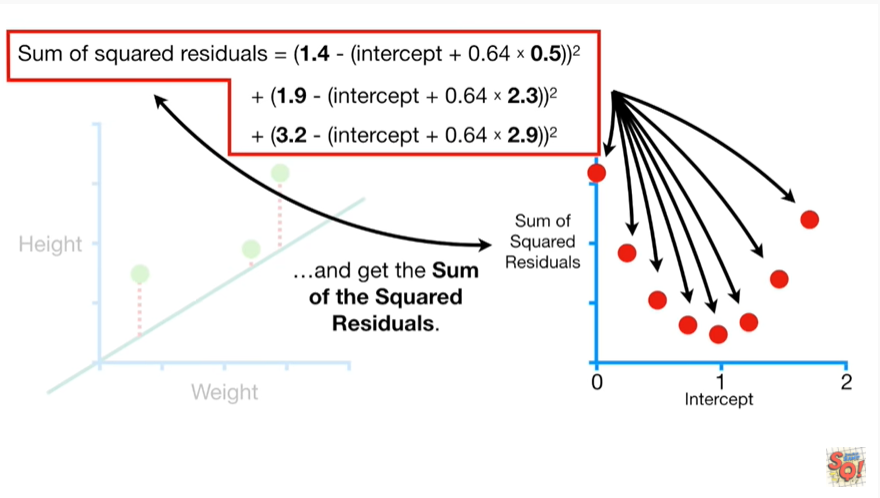 Sum of squared residuals = (1.4 - (intercept + 0.64 × 0.5))²
+ (1.9 - (intercept + 0.64 × 2.3))²
+ (3.2 - (intercept + 0.64 × 2.9))²
Height
Weight
...and get the Sum
of the Squared
Residuals.
Sum of
Squared
Residuals
0
1
2
Intercept
SQ!